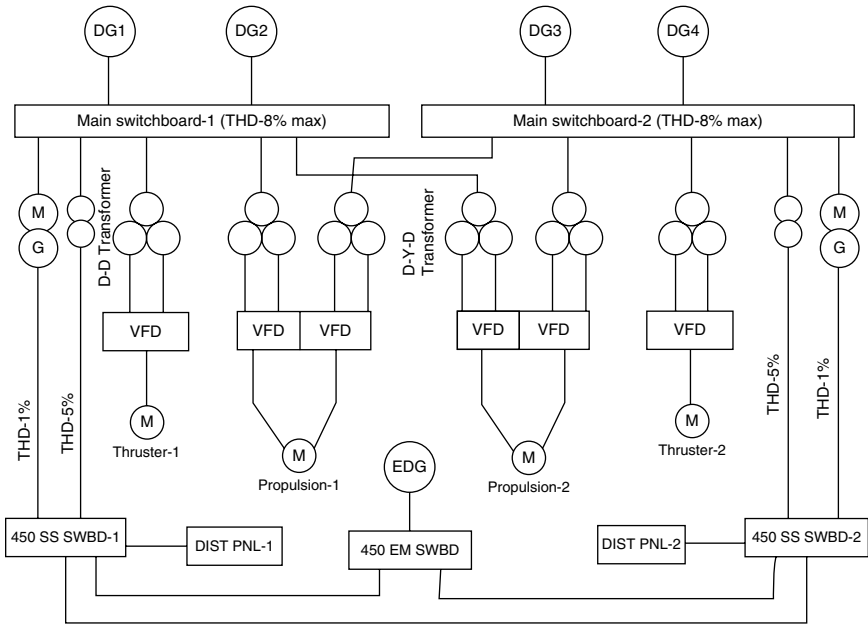 DG1
DG2
DG3
DG4
Main switchboard-1 (THD-8% max)
Main switchboard-2 (THD-8% max)
M
G
D-D Transformer
D-Y-D
Transformer
M
G
VFD
VFD
VFD
VFD
VFD
VFD
THD-1%
THD-5%
THD-5%
THD-1%
M
Thruster-1
M
Propulsion-1
EDG
M
Propulsion-2
M
Thruster-2
450 SS SWBD-1
DIST PNL-1
450 EM SWBD
DIST PNL-2
450 SS SWBD-2